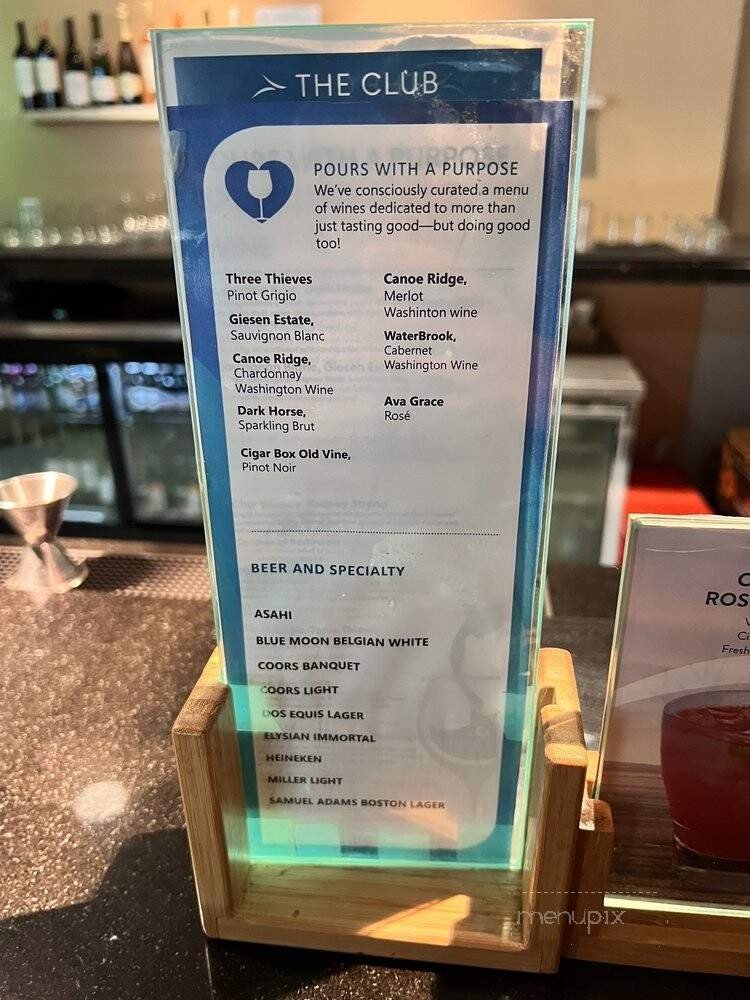 THE CLUB
POURS WITH A PURPOSE
We've consciously curated a menu
of wines dedicated to more than
just tasting good—but doing good
too!
Three Thieves
Pinot Grigio
Giesen Estate,
Sauvignon Blanc
Canoe Ridge,
Chardonnay
Washington Wine
Dark Horse,
Sparkling Brut
Cigar Box Old Vine,
Pinot Noir
Canoe Ridge,
Merlot
Washinton wine
WaterBrook,
Cabernet
Washington Wine
Ava Grace
Rosé
BEER AND SPECIALTY
ASAHI
BLUE MOON BELGIAN WHITE
COORS BANQUET
COORS LIGHT
DOS EQUIS LAGER
ELYSIAN IMMORTAL
HEINEKEN
MILLER LIGHT
SAMUEL ADAMS BOSTON LAGER
ROS
Fresh
menupix